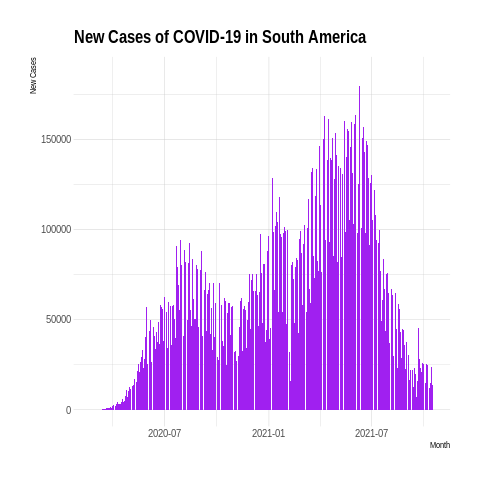 New Cases of COVID-19 in South America
New Cases
150000
100000
50000
0
2020-07
2021-01
2021-07
Month